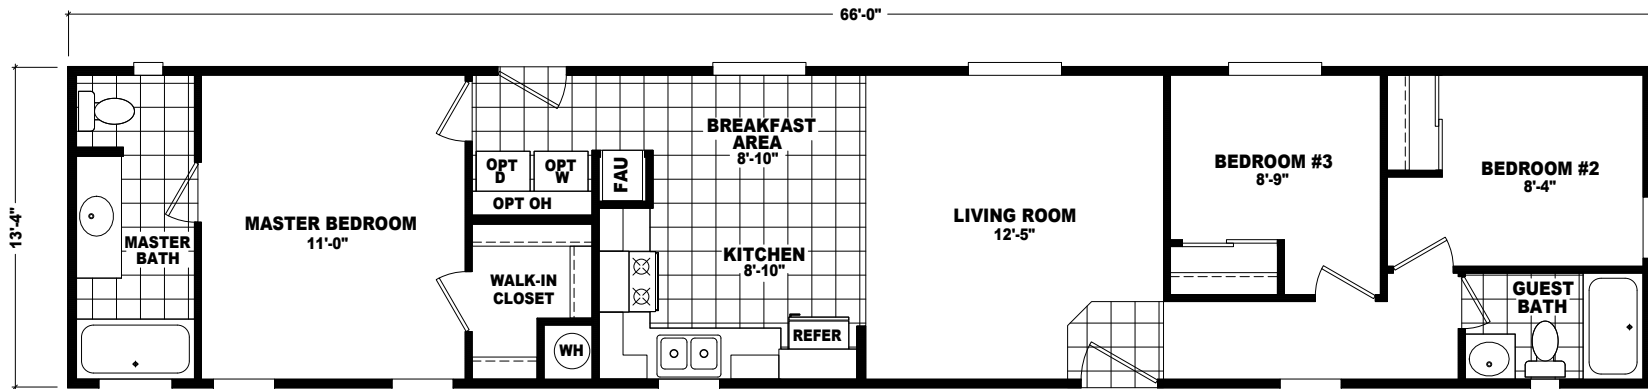 66'-0"
13'-4"
MASTER
BATH
MASTER BEDROOM
11'-0"
OPT
D
OPT
W
OPT OH
FAU
WALK-IN
CLOSET
WH
BREAKFAST
AREA
8'-10"
KITCHEN
8'-10"
REFER
LIVING ROOM
12'-5"
BEDROOM #3
8'-9"
BEDROOM #2
8'-4"
GUEST
BATH